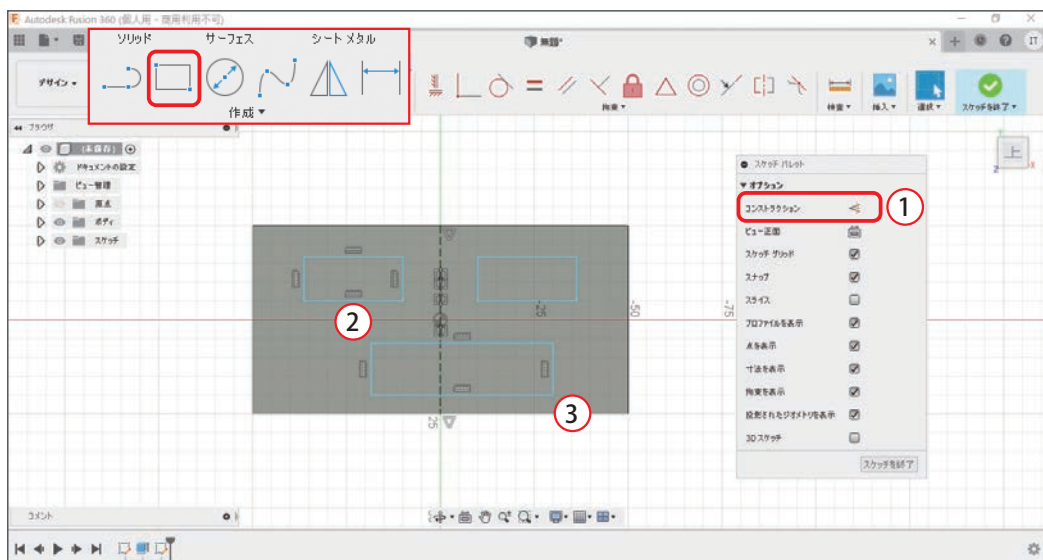 Autodesk Fusion 360 (個人用 - 商用利用不可)
無題*
IT
ソリッド サーフェス シート メタル
作成▼
デザイン▼
拘束▼
検査▼
挿入▼
選択▼
スケッチを終了▼
ブラウザ
(未保存)
ドキュメントの設定
ビュー管理
原点
ボディ
スケッチ
上
X
Z
スケッチ パレット
▼オプション
コンストラクション
①
ビュー正面
スケッチ グリッド
スナップ
スライス
プロファイルを表示
点を表示
寸法を表示
拘束を表示
投影されたジオメトリを表示
3D スケッチ
スケッチを終了
②
③
-25
-50
-75
25
コメント